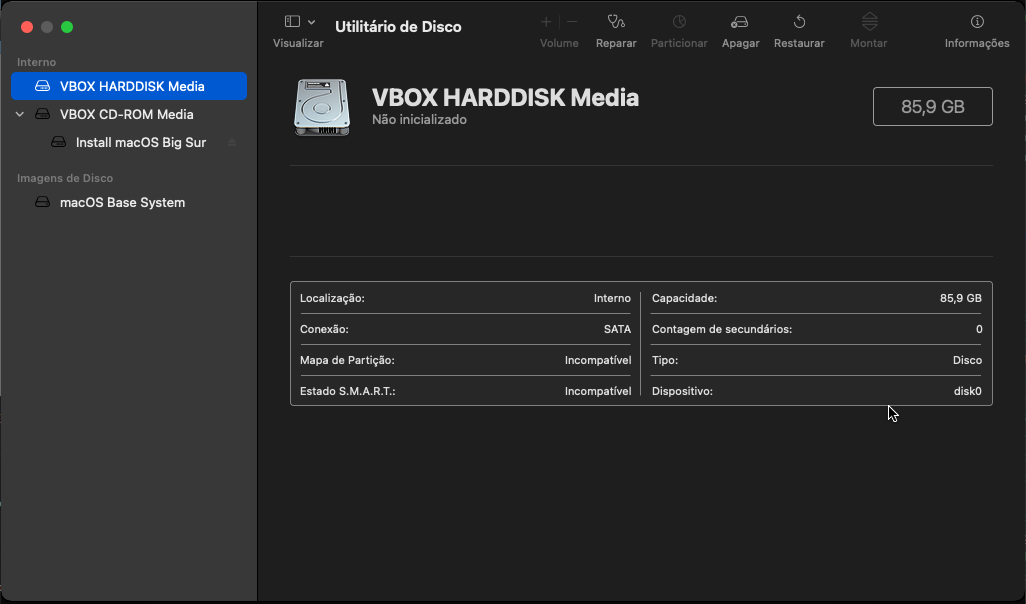 Visualizar
Utilitário de Disco
Volume
Reparar
Particionar
Apagar
Restaurar
Montar
Informações
Interno
VBOX HARDDISK Media
VBOX CD-ROM Media
Install macOS Big Sur
Imagens de Disco
macOS Base System
VBOX HARDDISK Media
Não inicializado
85,9 GB
Localização: Interno
Capacidade: 85,9 GB
Conexão: SATA
Contagem de secundários: 0
Mapa de Partição: Incompatível
Tipo: Disco
Estado S.M.A.R.T.: Incompatível
Dispositivo: disk0